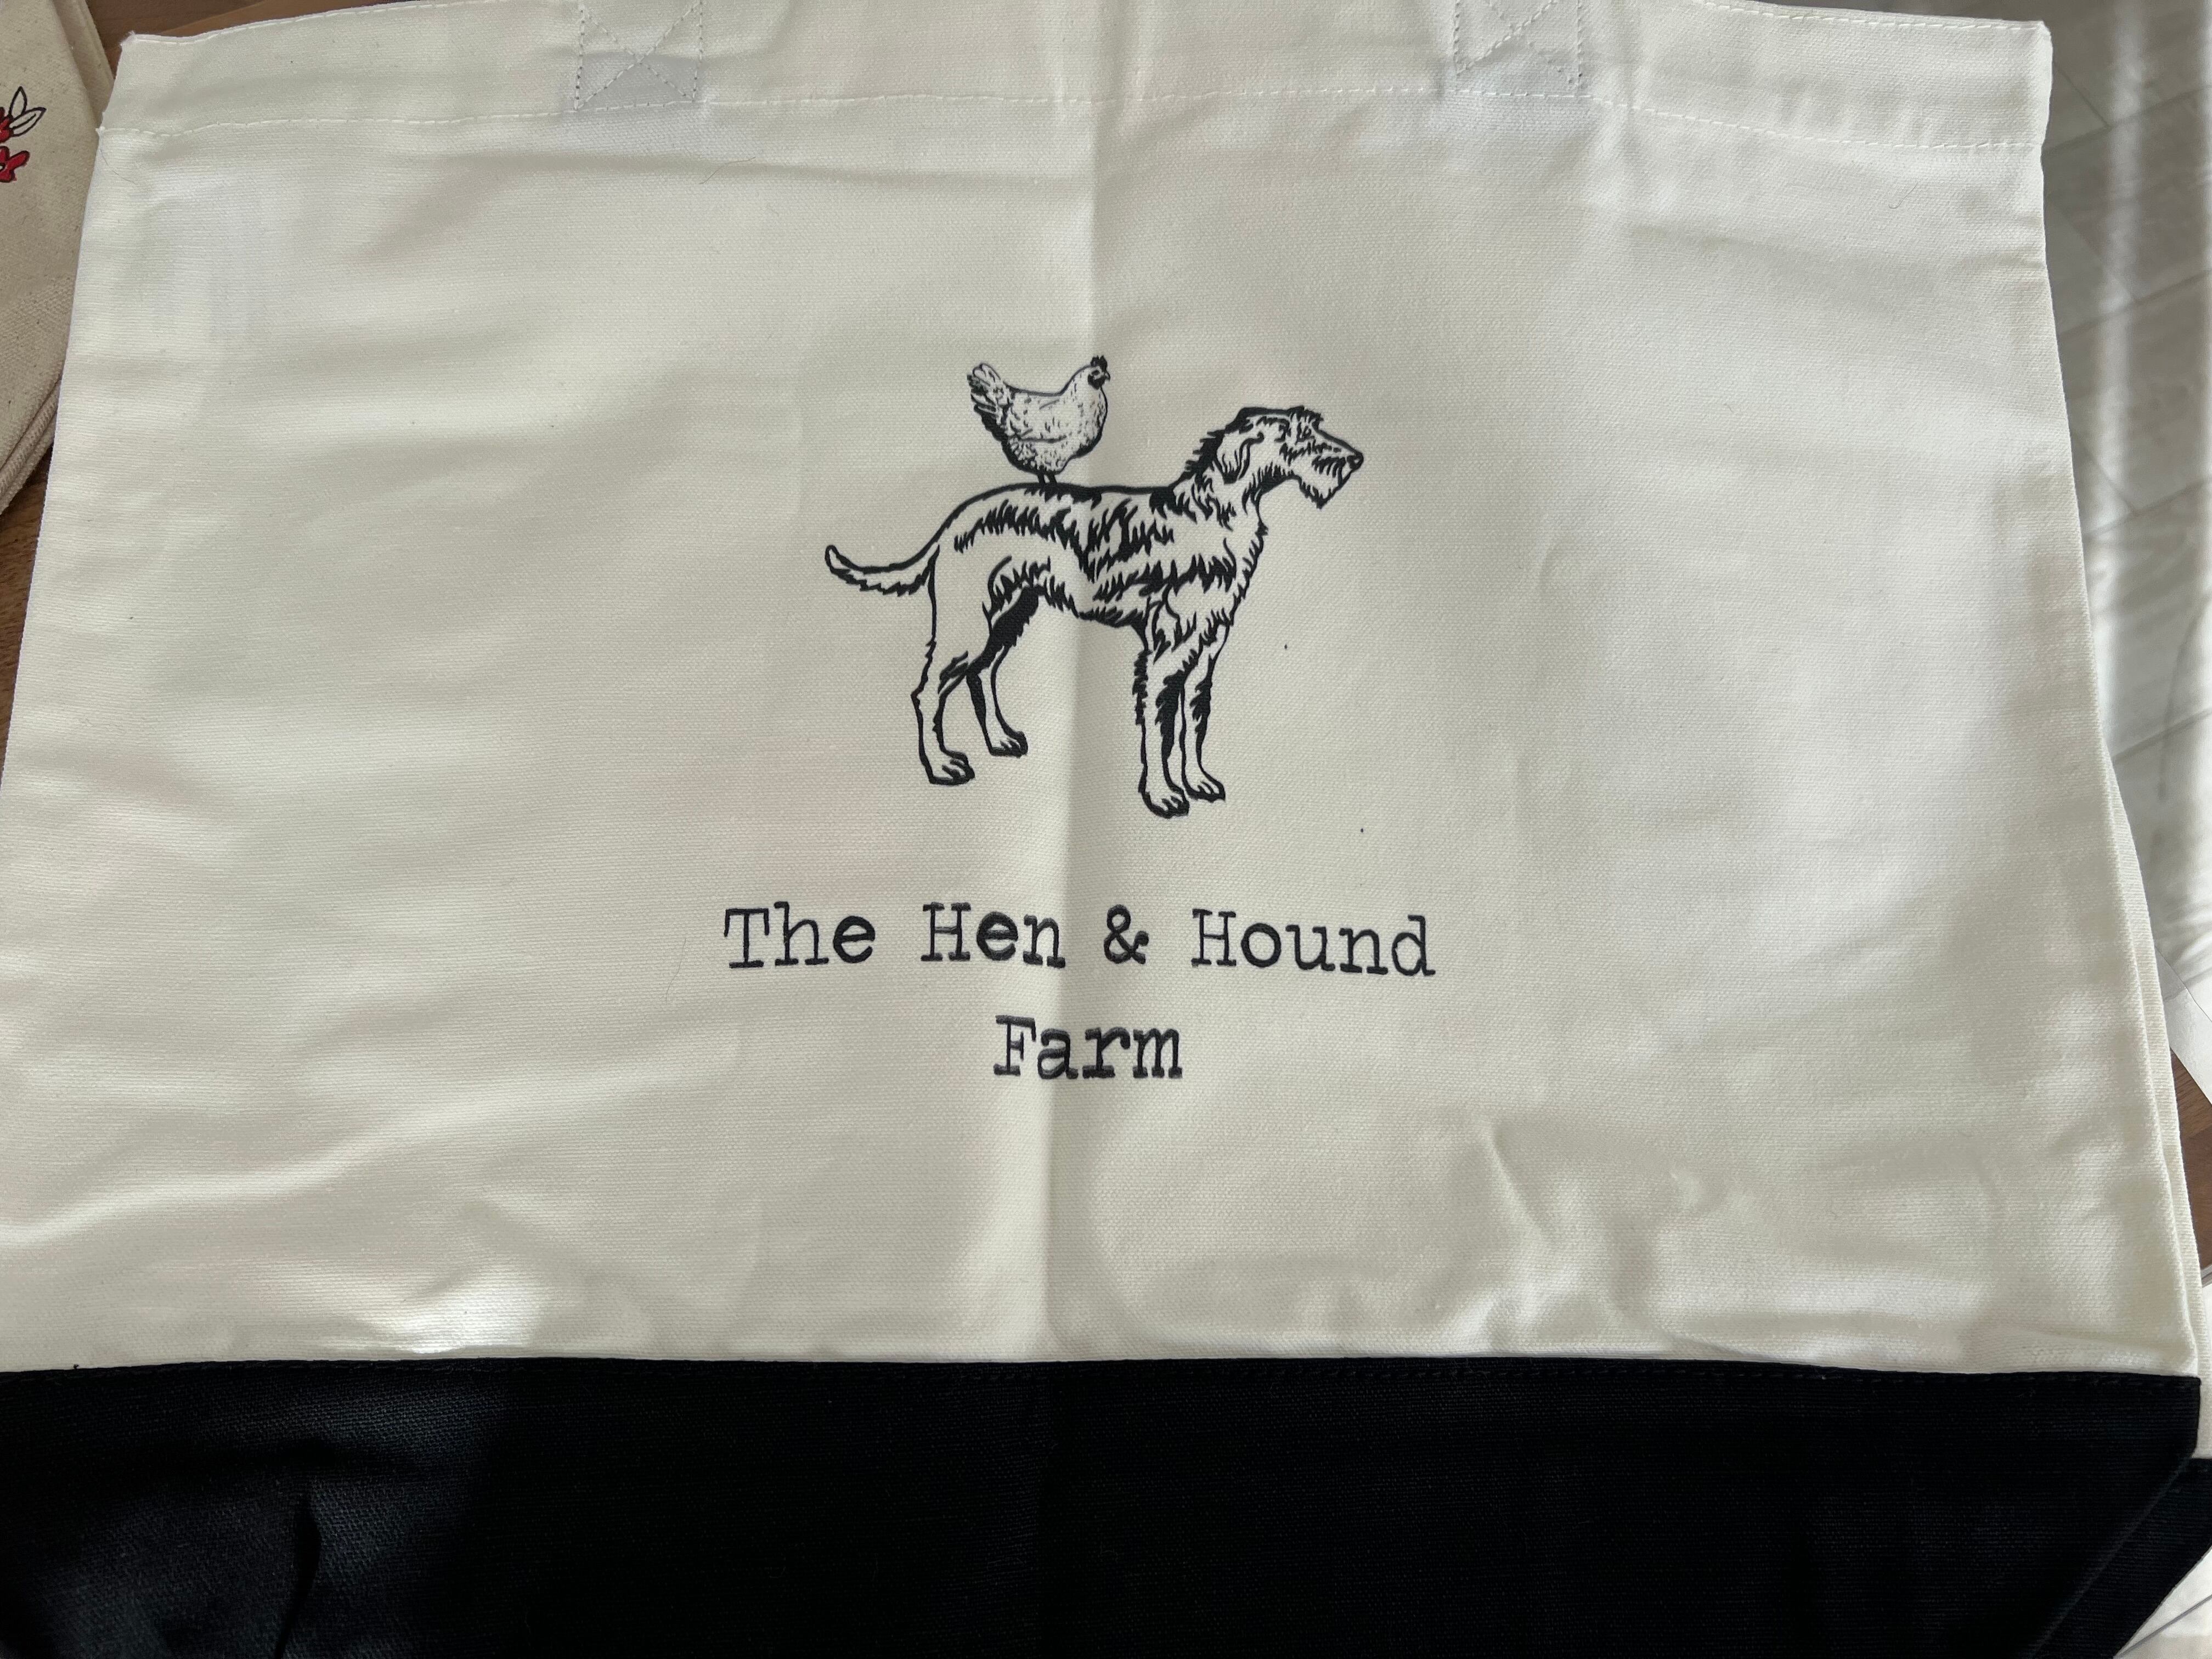 The Hen & Hound
Farm